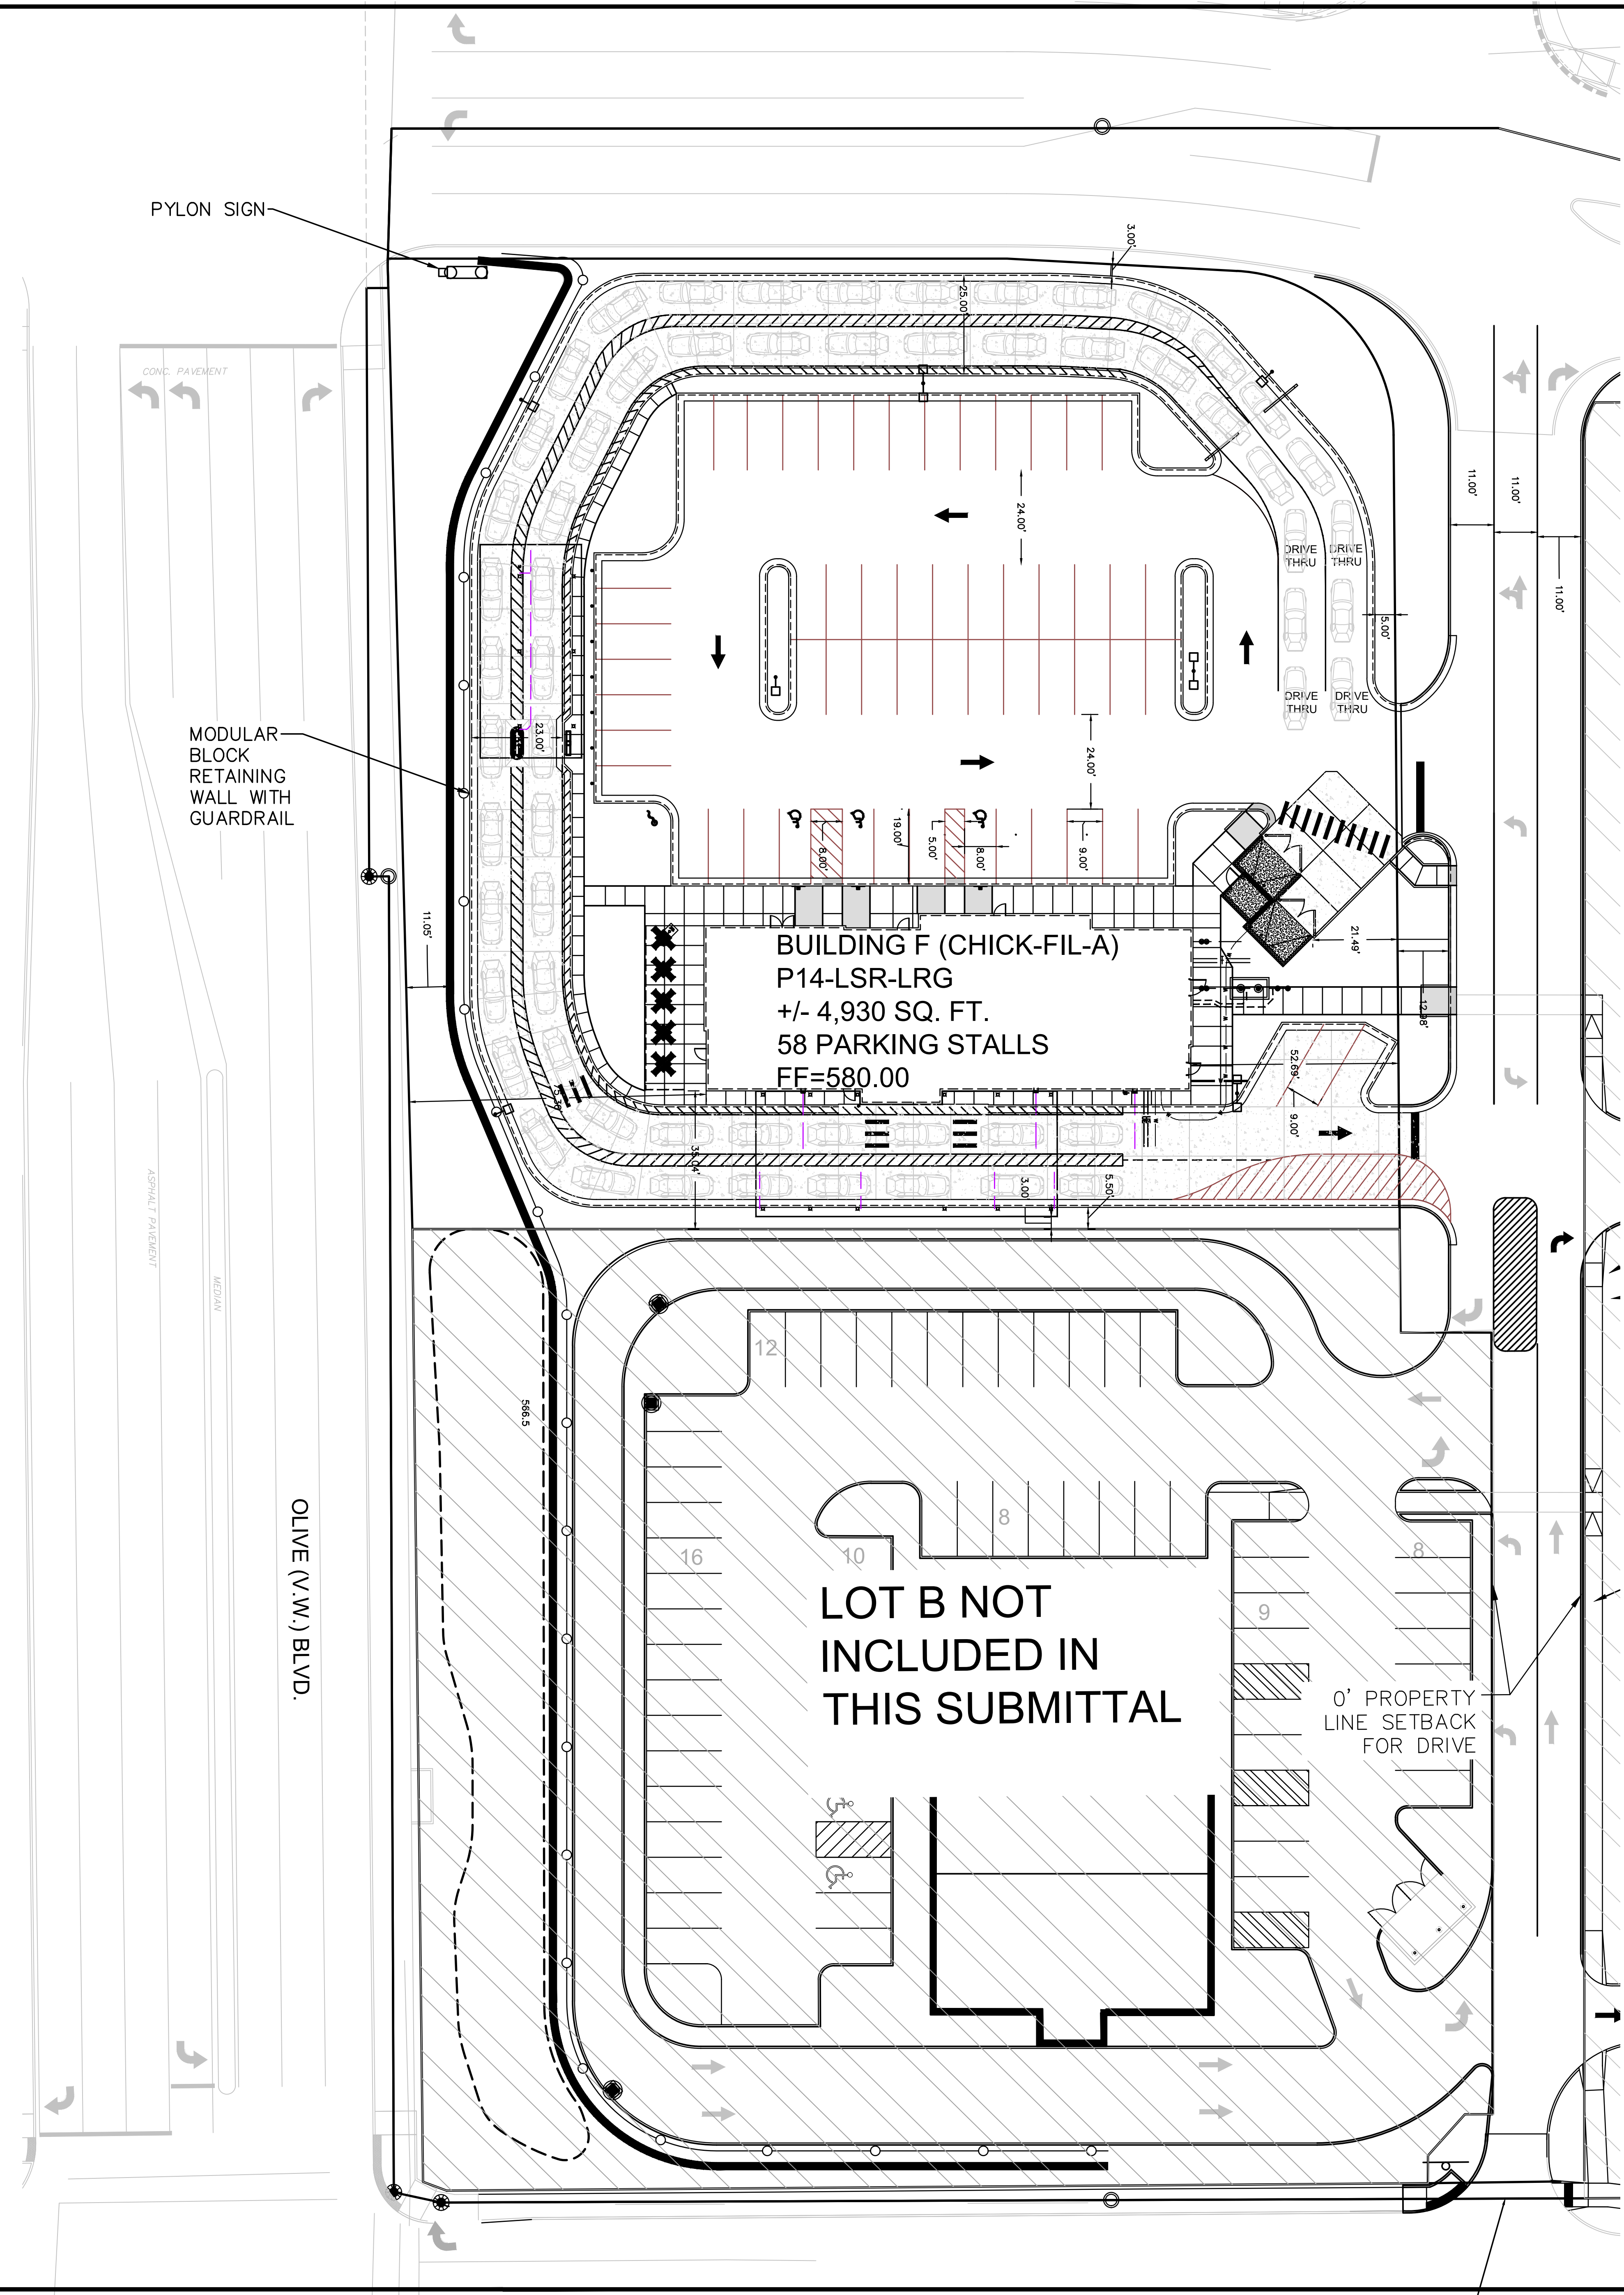 PYLON SIGN
3.00'
25.00'
CONC. PAVEMENT
24.00'
11.00'
11.00'
11.00'
DRIVE
THRU
DRIVE
THRU
5.00'
DRIVE
THRU
DRIVE
THRU
MODULAR
BLOCK
RETAINING
WALL WITH
GUARDRAIL
23.00'
24.00'
8.00'
19.00'
5.00'
8.00'
9.00'
11.05'
21.49'
12.98'
BUILDING F (CHICK-FIL-A)
P14-LSR-LRG
+/- 4,930 SQ. FT.
58 PARKING STALLS
FF=580.00
52.69'
9.00'
35.04'
3.00'
5.50'
ASPHALT PAVEMENT
MEDIAN
12
566.5
OLIVE (V.W.) BLVD.
16
10
8
9
8
LOT B NOT
INCLUDED IN
THIS SUBMITTAL
0' PROPERTY
LINE SETBACK
FOR DRIVE